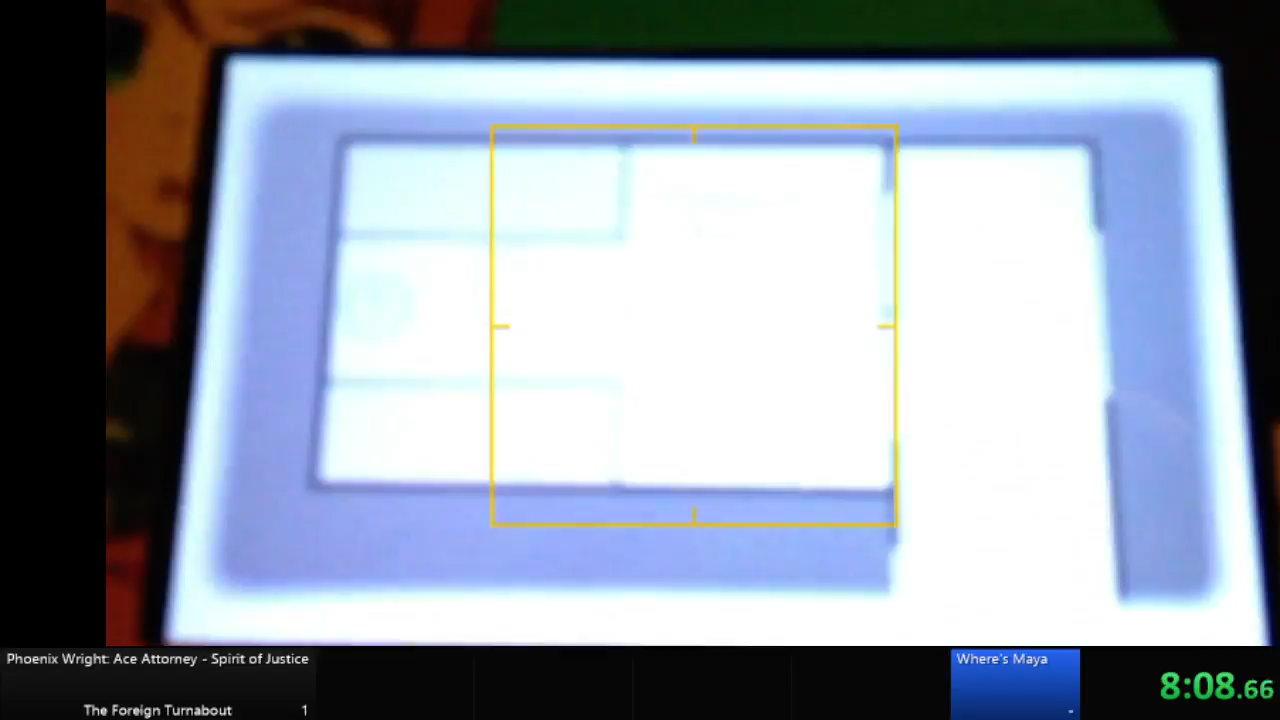 Phoenix Wright: Ace Attorney - Spirit of Justice
Where's Maya
8:08.66
The Foreign Turnabout 1
-